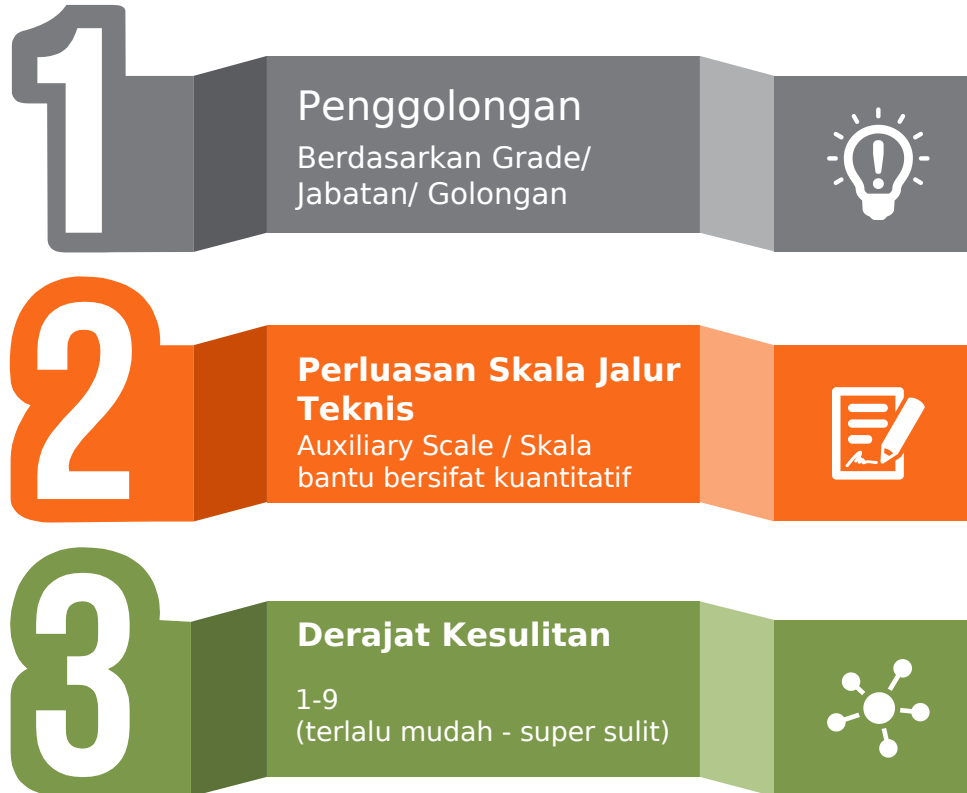 1
Penggolongan
Berdasarkan Grade/
Jabatan/ Golongan
2
Perluasan Skala Jalur
Teknis
Auxiliary Scale / Skala
bantu bersifat kuantitatif
3
Derajat Kesulitan
1-9
(terlalu mudah - super sulit)